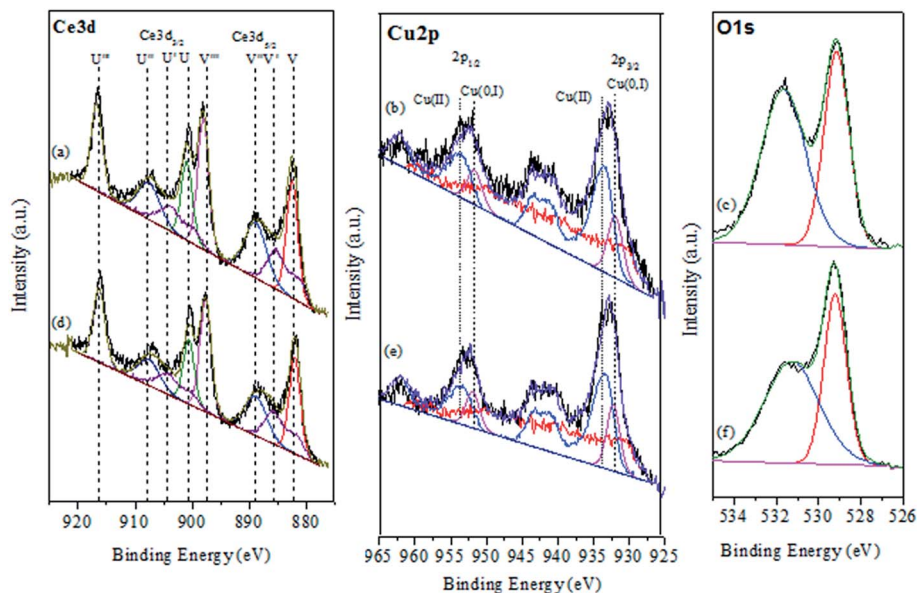 Ce3d
Ce3d3/2 Ce3d5/2
U''' U'' U' U V''' V'' V' V
(a)
(d)
Intensity (a.u.)
920 910 900 890 880
Binding Energy (eV)
Cu2p
2p1/2 2p3/2
Cu(II) Cu(0,I) Cu(II) Cu(0,I)
(b)
(e)
Intensity (a.u.)
965 960 955 950 945 940 935 930 925
Binding Energy (eV)
O1s
(c)
(f)
Intensity (a.u.)
534 532 530 528 526
Binding Energy (eV)